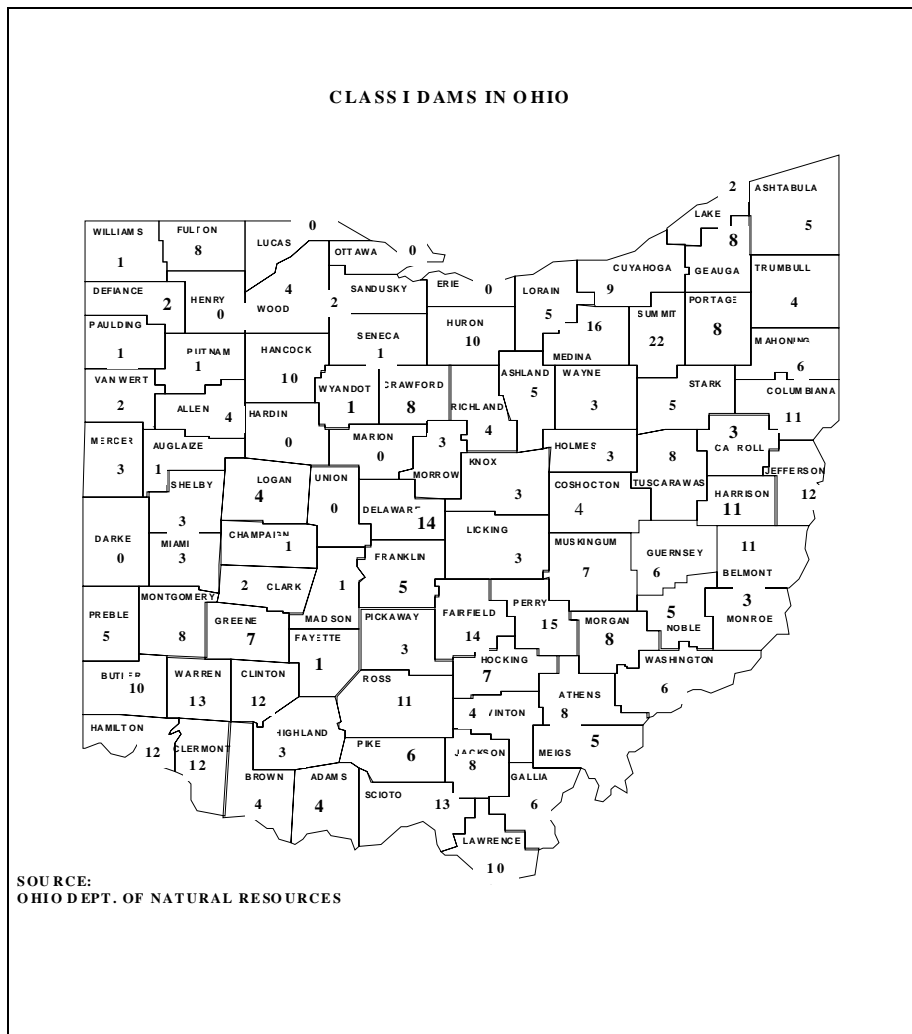 CLASS I DAMS IN OHIO
2
ASHTABULA
LAKE
5
8
0
WILLIAMS
FULTON
LUCAS
8
1
OTTAWA
0
CUYAHOGA
GEAUGA
TRUMBULL
9
4
DEFIANCE
HENRY
2
0
4
WOOD
SANDUSKY
2
ERIE
0
LORAIN
5
16
MEDINA
SUMMIT
22
PORTAGE
8
PAULDING
1
PUTNAM
1
HANCOCK
10
SENECA
1
HURON
10
MAHONING
6
VAN WERT
2
ALLEN
4
HARDIN
0
WYANDOT
1
CRAWFORD
8
RICHLAND
4
ASHLAND
5
WAYNE
3
STARK
5
COLUMBIANA
11
MERCER
3
AUGLAIZE
1
MARION
0
3
MORROW
KNOX
3
HOLMES
3
8
TUSCARAWAS
3
CA ROLL
JEFFERSON
12
SHELBY
3
LOGAN
4
UNION
0
DELAWARE
14
COSHOCTON
4
HARRISON
11
DARKE
0
MIAMI
3
CHAMPAIGN
1
LICKING
3
MUSKINGUM
7
GUERNSEY
6
11
BELMONT
2
CLARK
1
MADSON
FRANKLIN
5
PREBLE
5
MONTGOMERY
8
GREENE
7
FAYETTE
1
PICKAWAY
3
FAIRFIELD
14
PERRY
15
MORGAN
8
5
NOBLE
3
MONROE
BUTLER
10
WARREN
13
CLINTON
12
ROSS
11
HOCKING
7
ATHENS
8
WASHINGTON
6
HAMILTON
12
CLERMONT
12
HIGHLAND
3
PIKE
6
4
VINTON
JACKSON
8
MEIGS
5
BROWN
4
ADAMS
4
SCIOTO
13
GALLIA
6
LAWRENCE
10
SOURCE:
OHIO DEPT. OF NATURAL RESOURCES